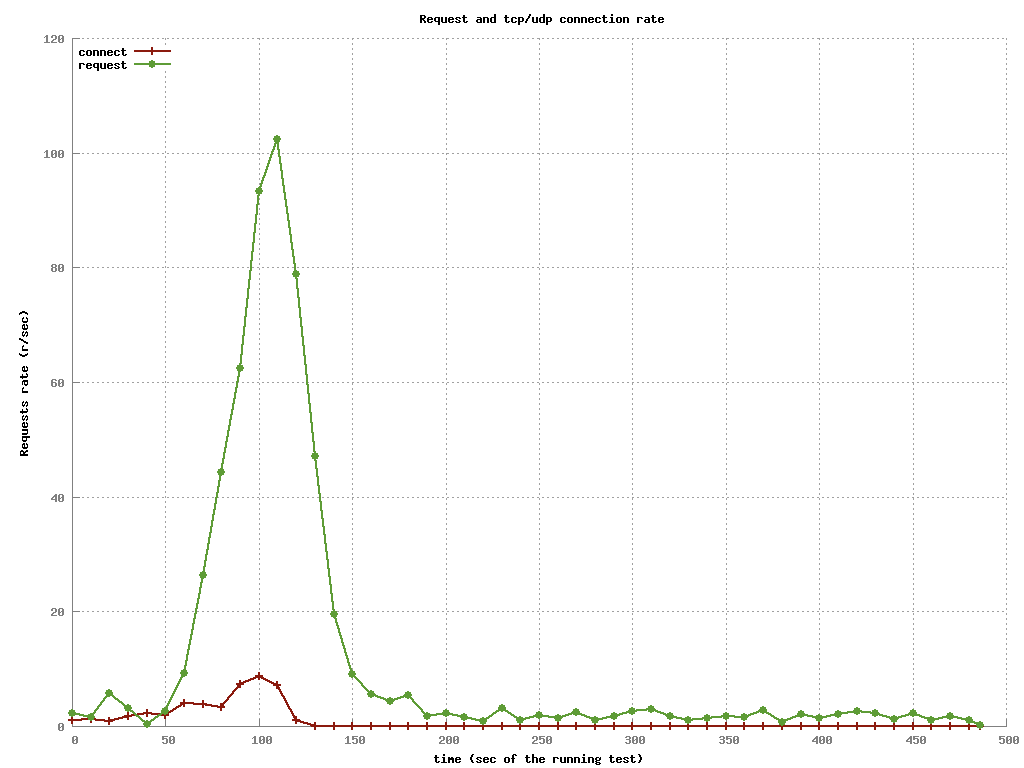 Request and tcp/udp connection rate
120
connect
request
100
80
60
40
20
0
Requests rate (r/sec)
0 50 100 150 200 250 300 350 400 450 500
time (sec of the running test)